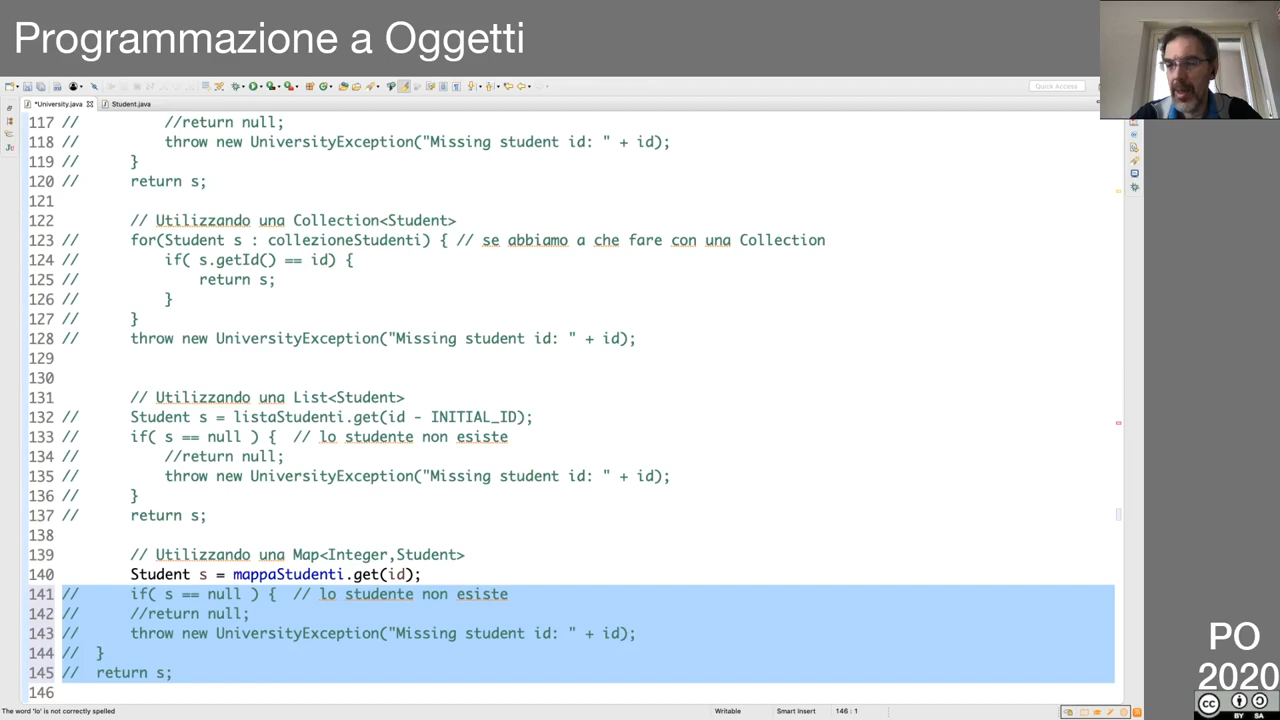 Programmazione a Oggetti
Quick Access
*University.java
Student.java
117 // //return null;
118 // throw new UniversityException("Missing student id: " + id);
119 // }
120 // return s;
121
122 // Utilizzando una Collection<Student>
123 // for(Student s : collezioneStudenti) { // se abbiamo a che fare con una Collection
124 // if( s.getId() == id) {
125 // return s;
126 // }
127 // }
128 // throw new UniversityException("Missing student id: " + id);
129
130
131 // Utilizzando una List<Student>
132 // Student s = listaStudenti.get(id - INITIAL_ID);
133 // if( s == null ) { // lo studente non esiste
134 // //return null;
135 // throw new UniversityException("Missing student id: " + id);
136 // }
137 // return s;
138
139 // Utilizzando una Map<Integer,Student>
140 Student s = mappaStudenti.get(id);
141 // if( s == null ) { // lo studente non esiste
142 // //return null;
143 // throw new UniversityException("Missing student id: " + id);
144 // }
145 // return s;
146
The word 'lo' is not correctly spelled
Writable
Smart Insert
146 : 1
PO
2020
CC
BY SA